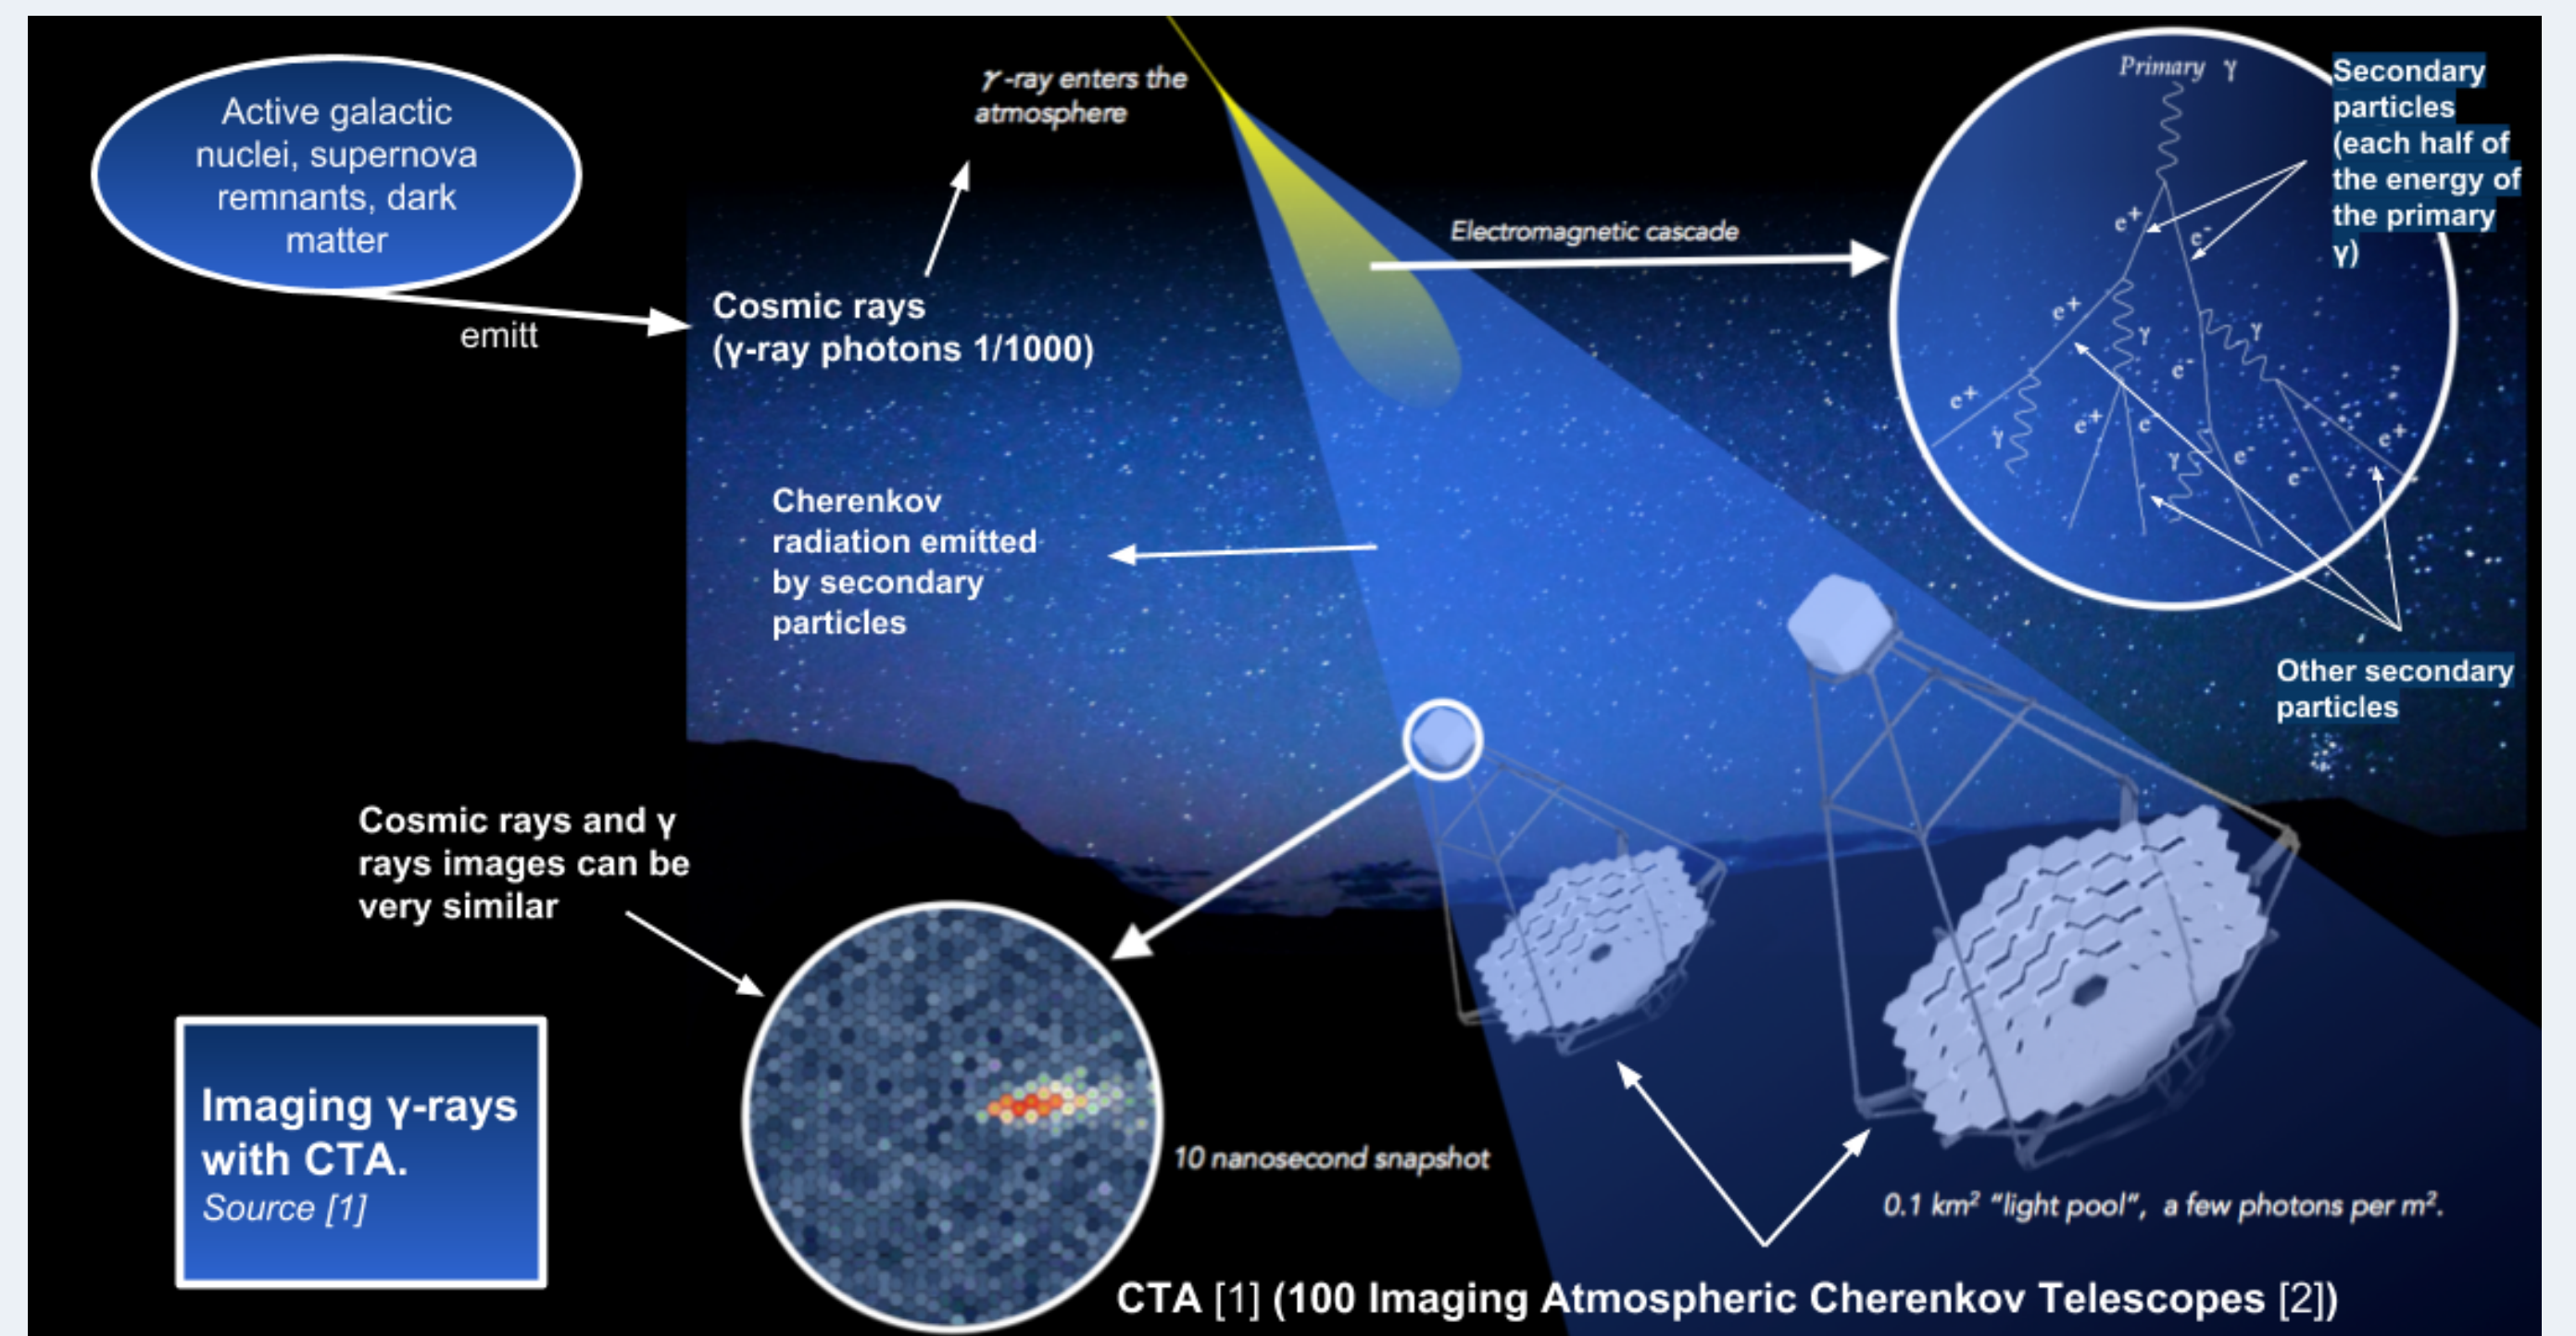 Active galactic
nuclei, supernova
remnants, dark
matter
emitt
γ-ray enters the
atmosphere
Cosmic rays
(γ-ray photons 1/1000)
Electromagnetic cascade
Primary γ
e+
e-
e+
γ
γ
e-
e+
γ
e+
e-
γ
e-
e-
e+
Secondary
particles
(each half of
the energy of
the primary
γ)
Other secondary
particles
Cherenkov
radiation emitted
by secondary
particles
Cosmic rays and γ
rays images can be
very similar
Imaging γ-rays
with CTA.
Source [1]
10 nanosecond snapshot
0.1 km² “light pool”, a few photons per m².
CTA [1] (100 Imaging Atmospheric Cherenkov Telescopes [2])